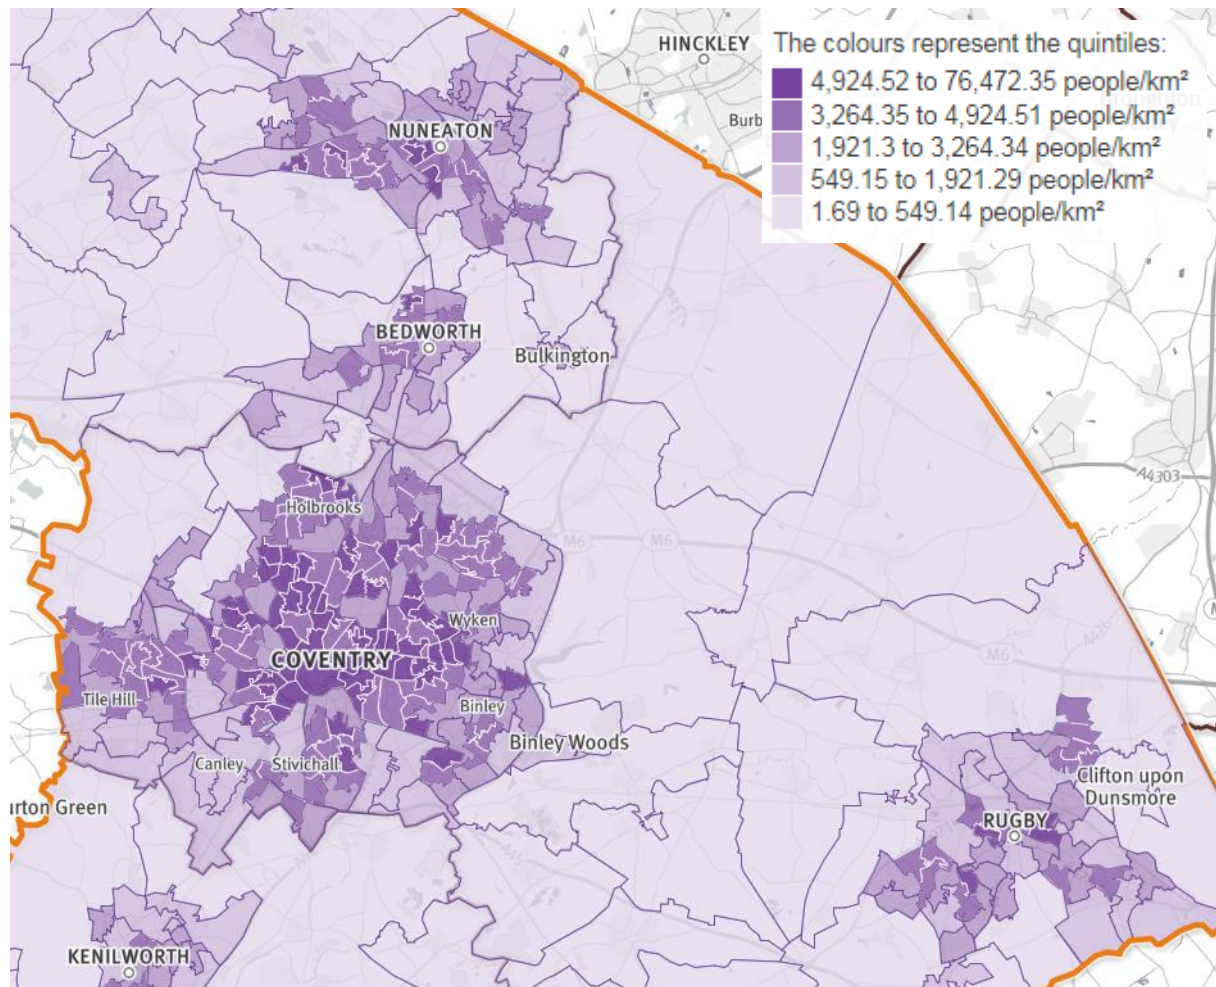 HINCKLEY
The colours represent the quintiles:
4,924.52 to 76,472.35 people/km²
3,264.35 to 4,924.51 people/km²
1,921.3 to 3,264.34 people/km²
549.15 to 1,921.29 people/km²
1.69 to 549.14 people/km²
Burb
NUNEATON
BEDWORTH
Bulkington
A444
A4303
Holbrooks
M6
M6
Wyken
COVENTRY
M6
Tile Hill
Binley
Binley Woods
Canley
Stivichall
Clifton upon
Dunsmore
urton Green
RUGBY
KENILWORTH